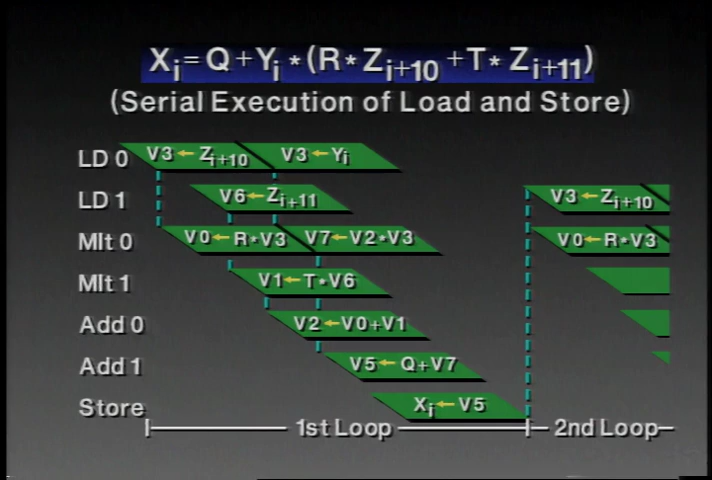 Xi = Q + Yi * (R * Zi+10 + T * Zi+11)
(Serial Execution of Load and Store)
LD 0 V3 ← Zi+10 V3 ← Yi
LD 1 V6 ← Zi+11 V3 ← Zi+10
Mlt 0 V0 ← R*V3 V7 ← V2*V3 V0 ← R*V3
Mlt 1 V1 ← T*V6
Add 0 V2 ← V0+V1
Add 1 V5 ← Q+V7
Store Xi ← V5
1st Loop 2nd Loop